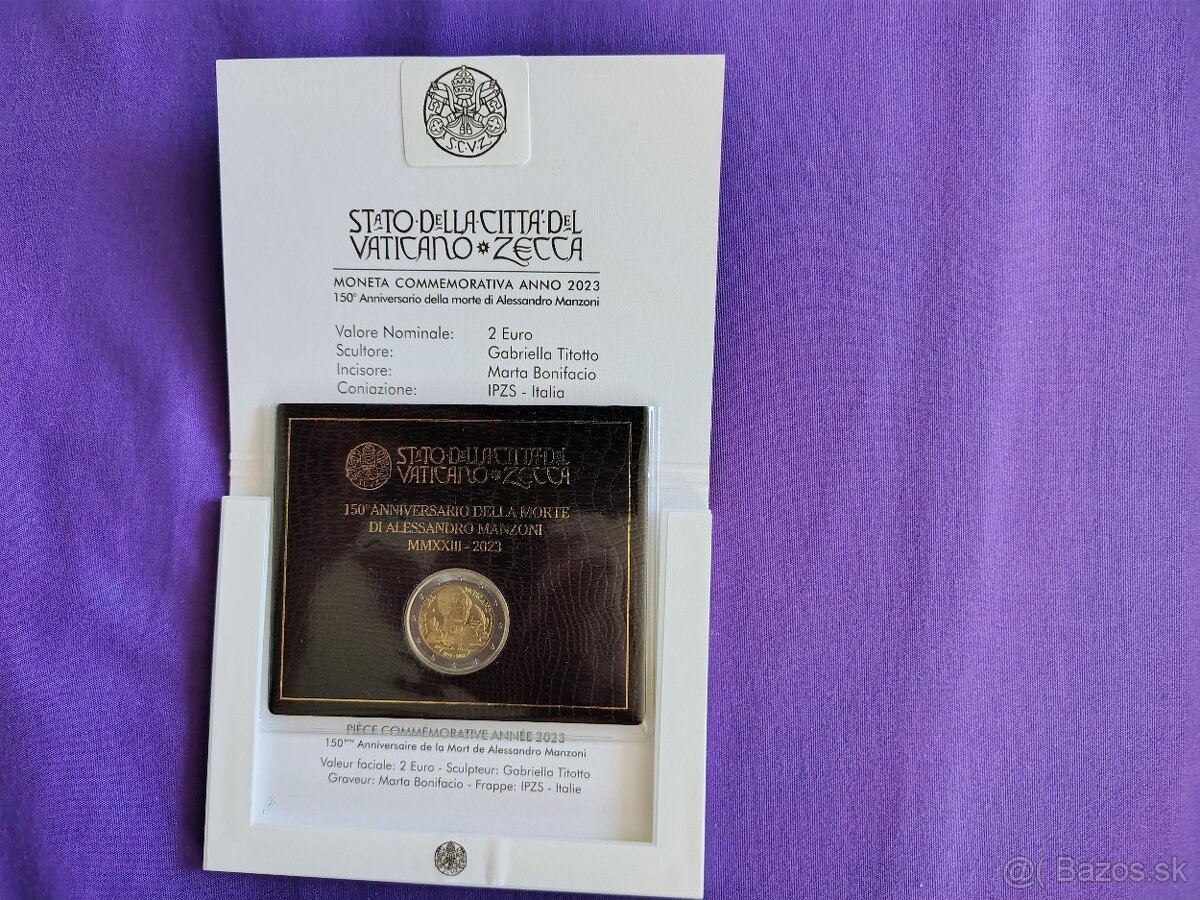 S.C.V.Z.
STATO·DELLA·CITTÀ·DEL
VATICANO * ZECCA
MONETA COMMEMORATIVA ANNO 2023
150° Anniversario della morte di Alessandro Manzoni
Valore Nominale: 2 Euro
Scultore: Gabriella Titotto
Incisore: Marta Bonifacio
Coniazione: IPZS - Italia
STATO·DELLA·CITTÀ·DEL
VATICANO * ZECCA
150° ANNIVERSARIO DELLA MORTE
DI ALESSANDRO MANZONI
MMXXIII - 2023
PIÈCE COMMÉMORATIVE ANNÉE 2023
150ème Anniversaire de la Mort de Alessandro Manzoni
Valeur faciale: 2 Euro - Sculpteur: Gabriella Titotto
Graveur: Marta Bonifacio - Frappe: IPZS - Italie
@( Bazos.sk